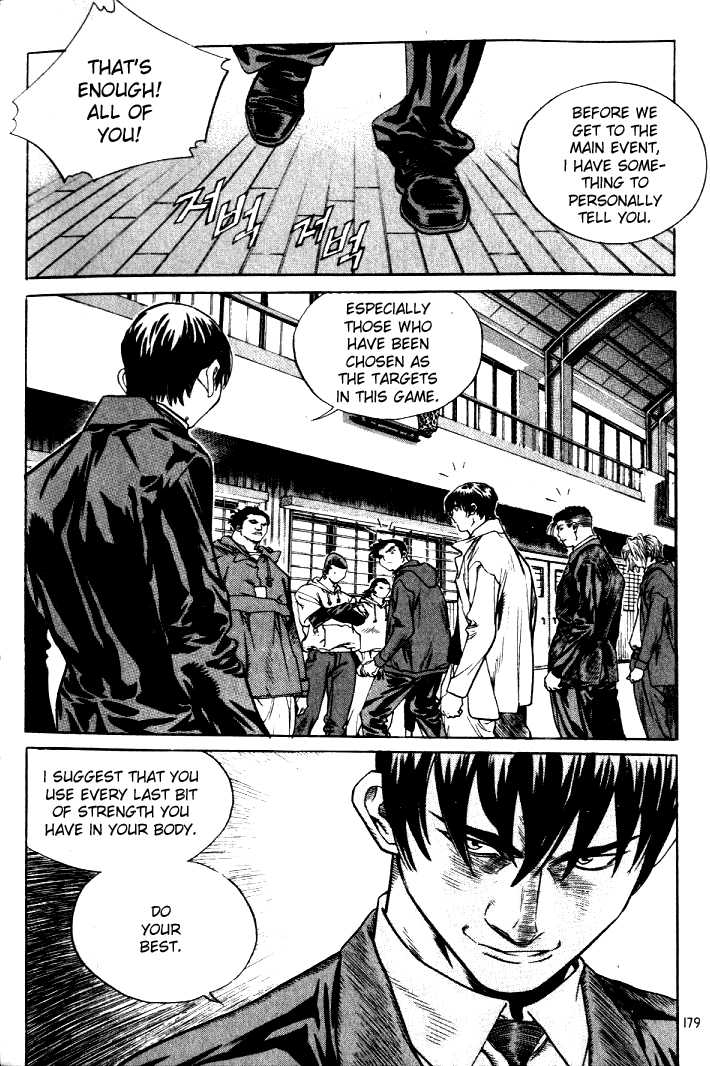 THAT'S
ENOUGH!
ALL OF
YOU!
BEFORE WE
GET TO THE
MAIN EVENT,
I HAVE SOME-
THING TO
PERSONALLY
TELL YOU.
저벅
저벅
ESPECIALLY
THOSE WHO
HAVE BEEN
CHOSEN AS
THE TARGETS
IN THIS GAME.
I SUGGEST THAT YOU
USE EVERY LAST BIT
OF STRENGTH YOU
HAVE IN YOUR BODY.
DO
YOUR
BEST.
179